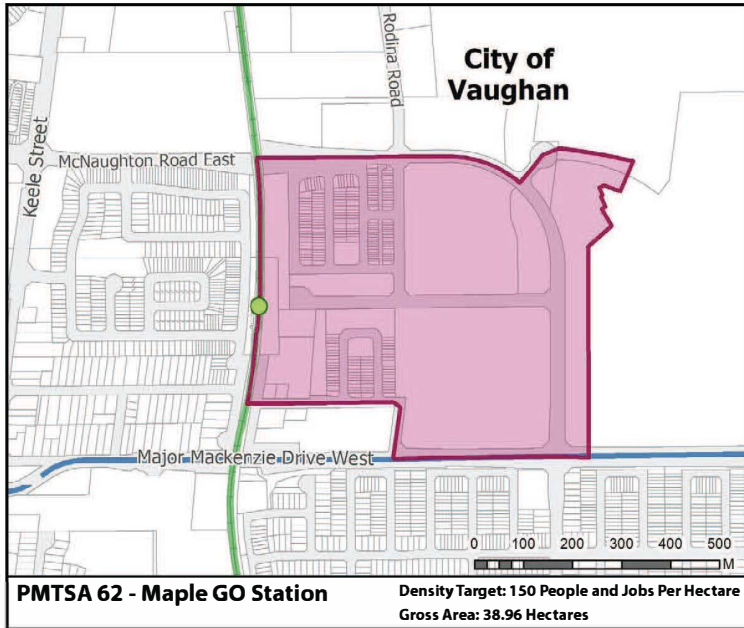 Rodina Road
City of
Vaughan
Keele Street
McNaughton Road East
Major Mackenzie Drive West
0 100 200 300 400 500
M
PMTSA 62 - Maple GO Station
Density Target: 150 People and Jobs Per Hectare
Gross Area: 38.96 Hectares